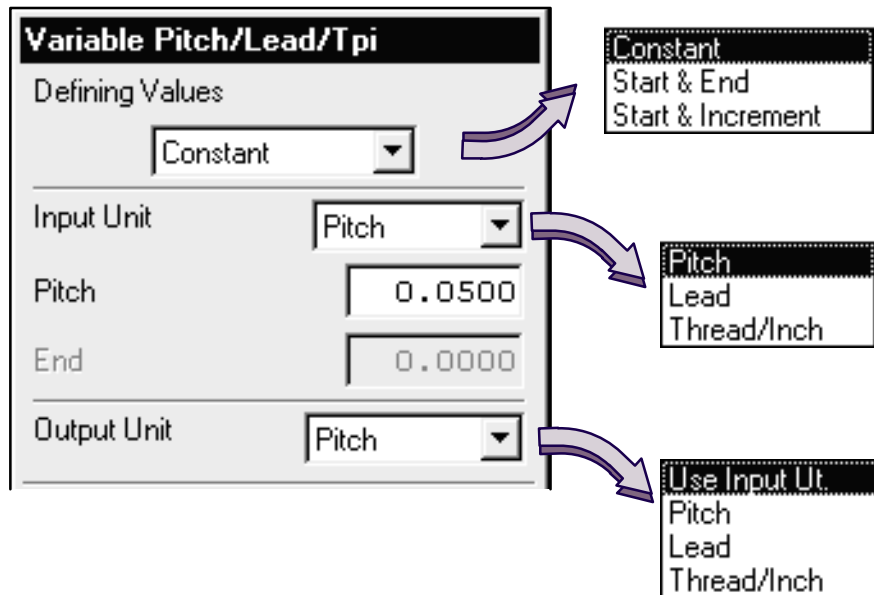 Variable Pitch/Lead/Tpi
Defining Values
Constant
Input Unit
Pitch
Pitch
0.0500
End
0.0000
Output Unit
Pitch
Constant
Start & End
Start & Increment
Pitch
Lead
Thread/Inch
Use Input Ut.
Pitch
Lead
Thread/Inch